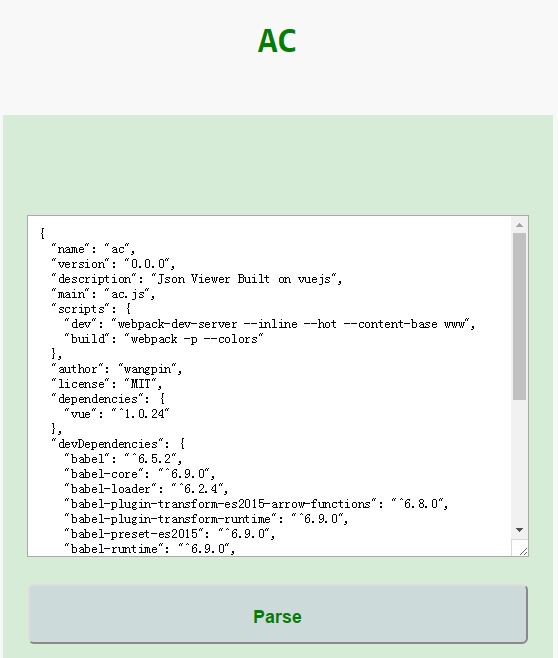 AC
{
"name": "ac",
"version": "0.0.0",
"description": "Json Viewer Built on vuejs",
"main": "ac.js",
"scripts": {
"dev": "webpack-dev-server --inline --hot --content-base www",
"build": "webpack -p --colors"
},
"author": "wangpin",
"license": "MIT",
"dependencies": {
"vue": "^1.0.24"
},
"devDependencies": {
"babel": "^6.5.2",
"babel-core": "^6.9.0",
"babel-loader": "^6.2.4",
"babel-plugin-transform-es2015-arrow-functions": "^6.8.0",
"babel-plugin-transform-runtime": "^6.9.0",
"babel-preset-es2015": "^6.9.0",
"babel-runtime": "^6.9.0",
Parse